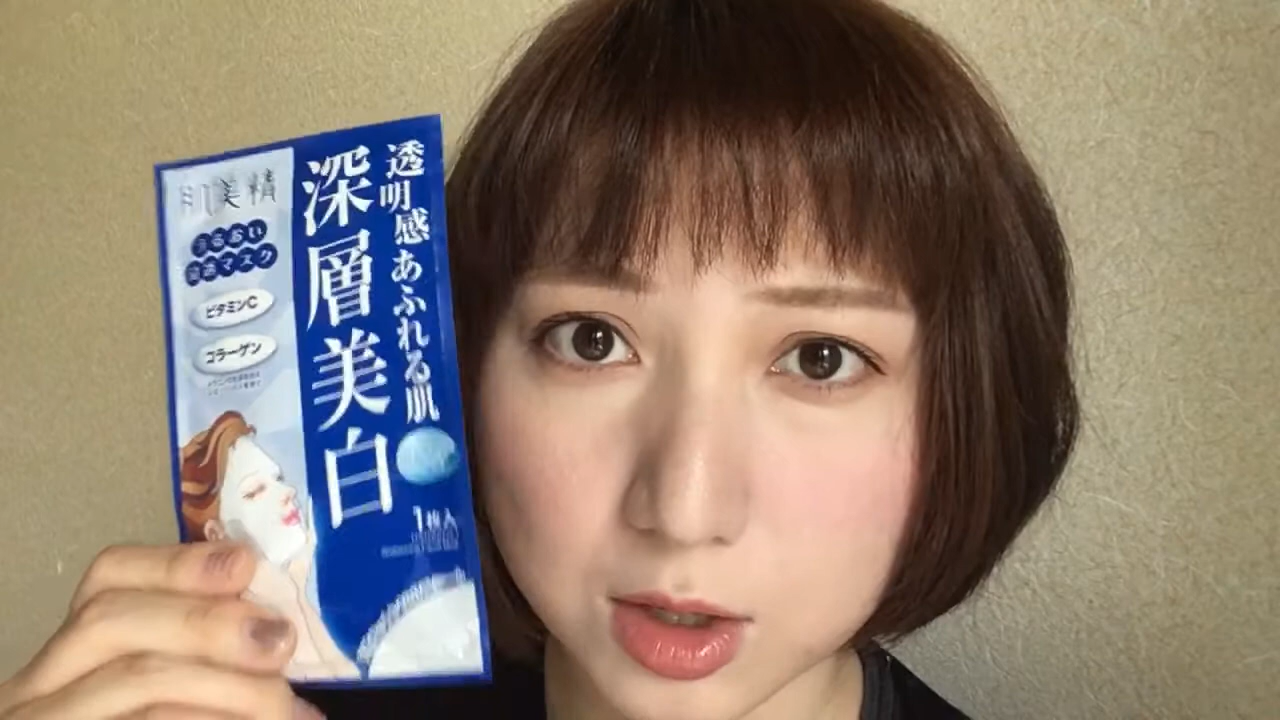 透明感あふれる肌
深層美白
肌美精
うるおい
浸透マスク
ビタミンC
コラーゲン
1枚入